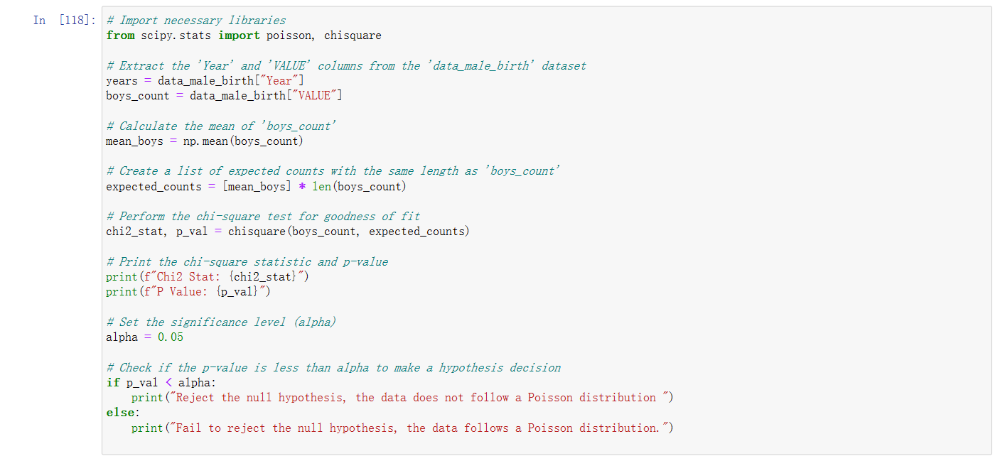 In [118]: # Import necessary libraries
from scipy.stats import poisson, chisquare
# Extract the 'Year' and 'VALUE' columns from the 'data_male_birth' dataset
years = data_male_birth["Year"]
boys_count = data_male_birth["VALUE"]
# Calculate the mean of 'boys_count'
mean_boys = np.mean(boys_count)
# Create a list of expected counts with the same length as 'boys_count'
expected_counts = [mean_boys] * len(boys_count)
# Perform the chi-square test for goodness of fit
chi2_stat, p_val = chisquare(boys_count, expected_counts)
# Print the chi-square statistic and p-value
print(f"Chi2 Stat: {chi2_stat}")
print(f"P Value: {p_val}")
# Set the significance level (alpha)
alpha = 0.05
# Check if the p-value is less than alpha to make a hypothesis decision
if p_val < alpha:
    print("Reject the null hypothesis, the data does not follow a Poisson distribution ")
else:
    print("Fail to reject the null hypothesis, the data follows a Poisson distribution.")